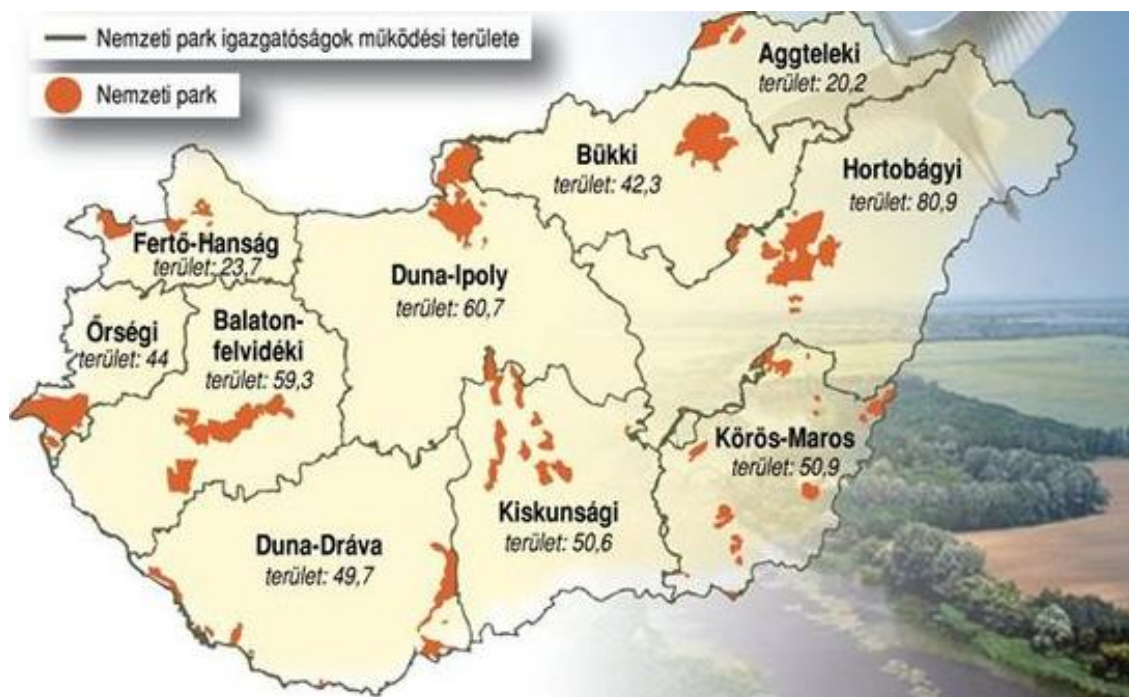 Nemzeti park igazgatóságok működési területe
Nemzeti park
Aggteleki
terület: 20,2
Bükki
terület: 42,3
Hortobágyi
terület: 80,9
Fertő-Hanság
terület: 23,7
Duna-Ipoly
terület: 60,7
Őrségi
terület: 44
Balaton-
felvidéki
terület: 59,3
Körös-Maros
terület: 50,9
Kiskunsági
terület: 50,6
Duna-Dráva
terület: 49,7